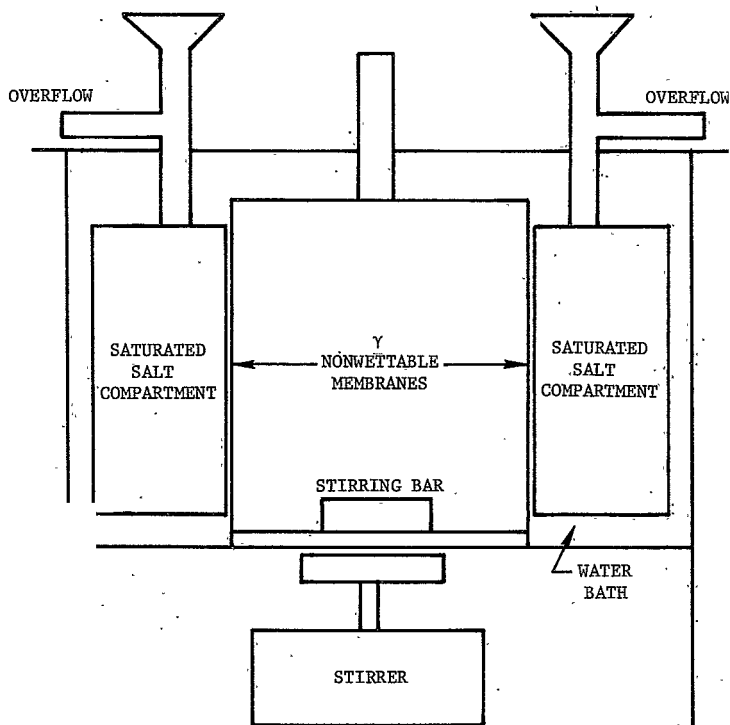 OVERFLOW
OVERFLOW
SATURATED
SALT
COMPARTMENT
γ
NONWETTABLE
MEMBRANES
SATURATED
SALT
COMPARTMENT
STIRRING BAR
WATER
BATH
STIRRER